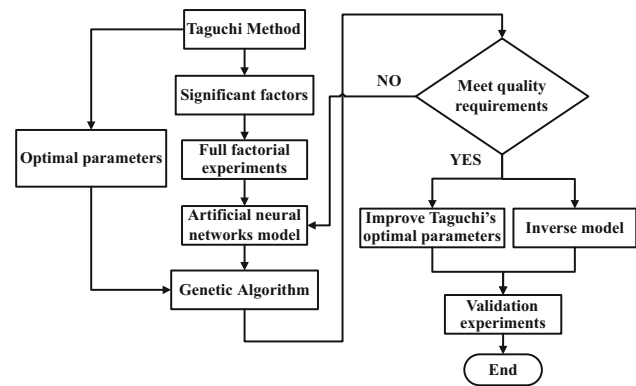 Taguchi Method
Significant factors
Optimal parameters
Full factorial
experiments
Artificial neural
networks model
Genetic Algorithm
Meet quality
requirements
NO
YES
Improve Taguchi's
optimal parameters
Inverse model
Validation
experiments
End